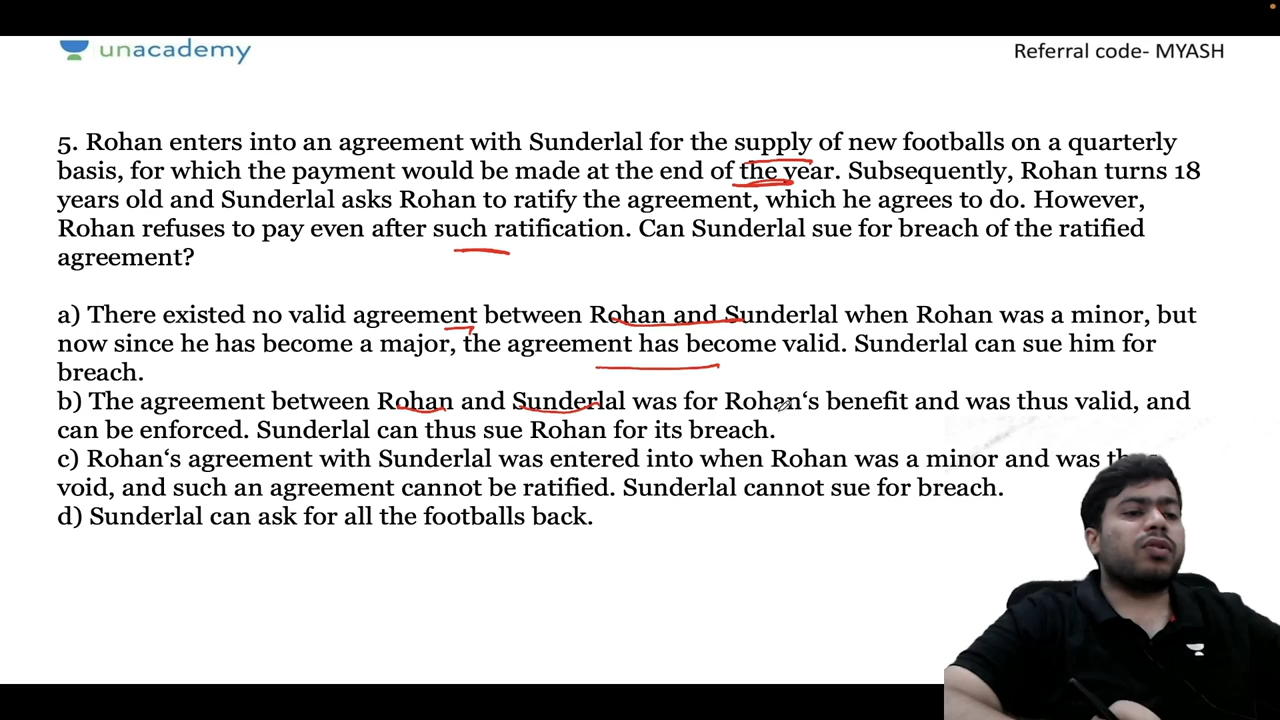 unacademy
Referral code- MYASH
5. Rohan enters into an agreement with Sunderlal for the supply of new footballs on a quarterly
basis, for which the payment would be made at the end of the year. Subsequently, Rohan turns 18
years old and Sunderlal asks Rohan to ratify the agreement, which he agrees to do. However,
Rohan refuses to pay even after such ratification. Can Sunderlal sue for breach of the ratified
agreement?
a) There existed no valid agreement between Rohan and Sunderlal when Rohan was a minor, but
now since he has become a major, the agreement has become valid. Sunderlal can sue him for
breach.
b) The agreement between Rohan and Sunderlal was for Rohan‘s benefit and was thus valid, and
can be enforced. Sunderlal can thus sue Rohan for its breach.
c) Rohan‘s agreement with Sunderlal was entered into when Rohan was a minor and was thus
void, and such an agreement cannot be ratified. Sunderlal cannot sue for breach.
d) Sunderlal can ask for all the footballs back.